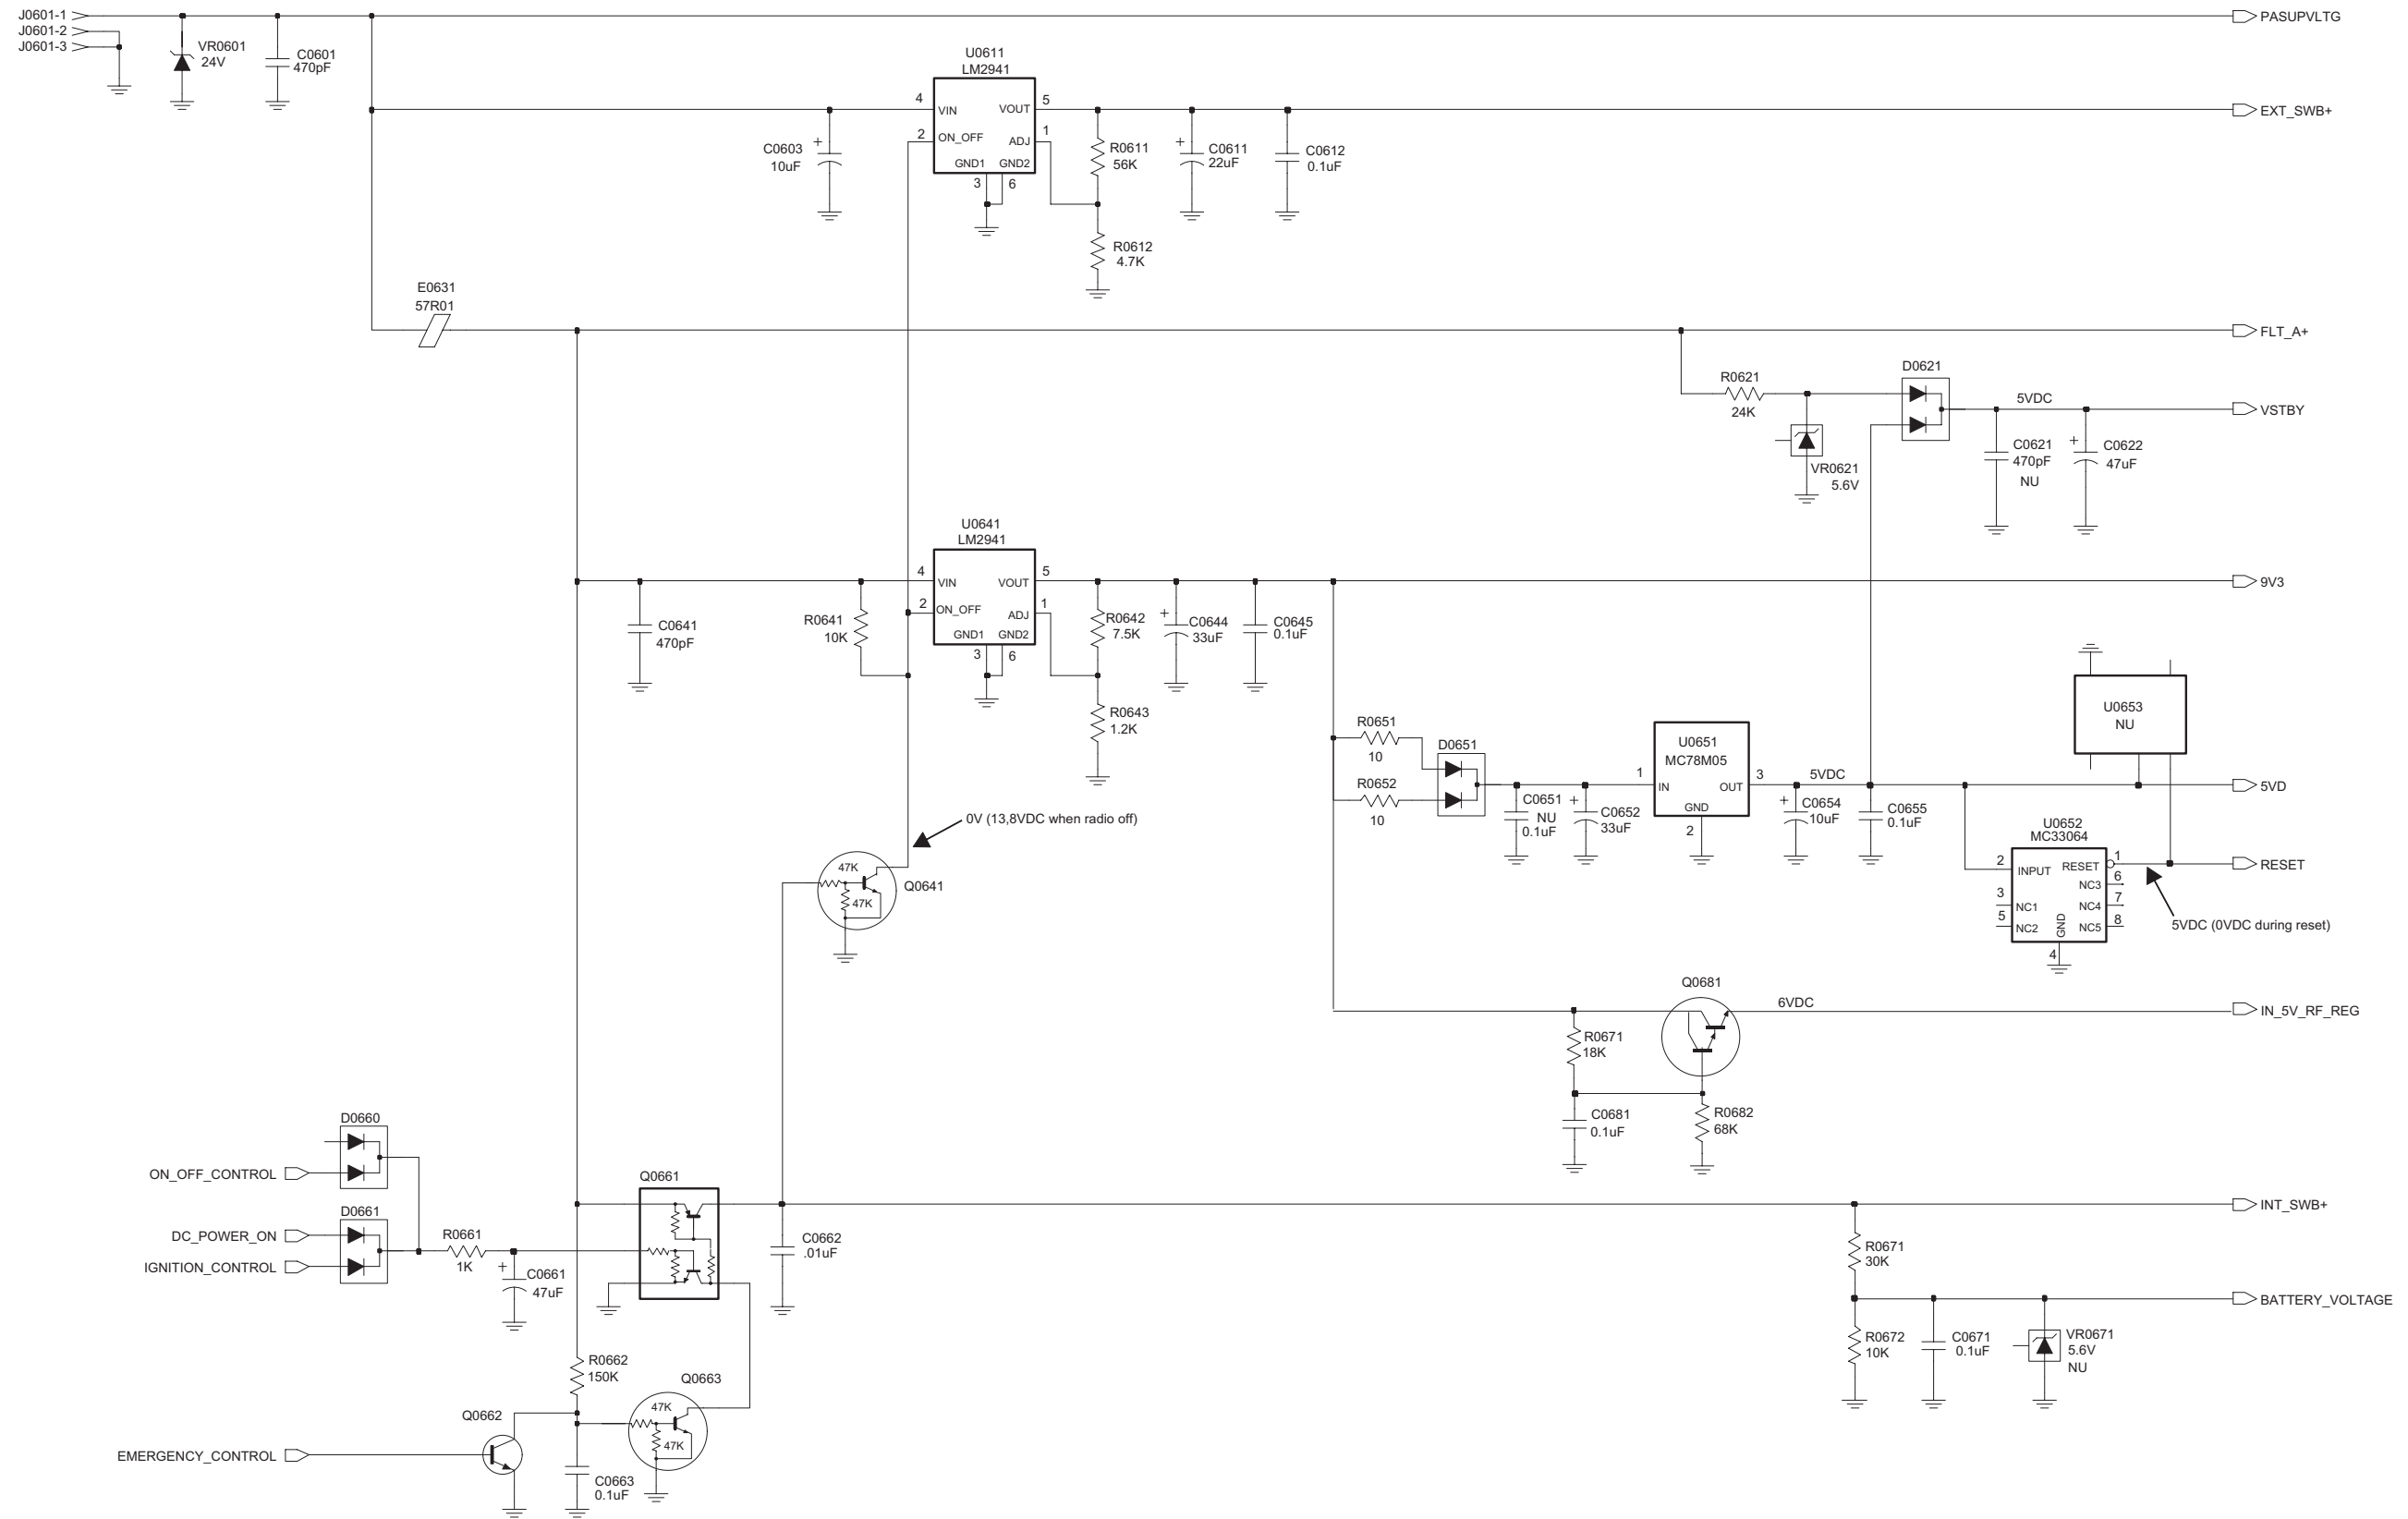 J0601-1
J0601-2
J0601-3
VR0601
24V
C0601
470pF
PASUPVLTG
U0611
LM2941
4
VIN
VOUT
5
2
ON_OFF
ADJ
1
GND1
GND2
3
6
C0603
+
10uF
R0611
56K
+
C0611
22uF
C0612
0.1uF
EXT_SWB+
R0612
4.7K
E0631
57R01
FLT_A+
R0621
24K
D0621
5VDC
VSTBY
VR0621
5.6V
C0621
470pF
NU
+
C0622
47uF
U0641
LM2941
4
VIN
VOUT
5
2
ON_OFF
ADJ
1
GND1
GND2
3
6
C0641
470pF
R0641
10K
R0642
7.5K
+
C0644
33uF
C0645
0.1uF
9V3
R0643
1.2K
U0653
NU
R0651
10
R0652
10
D0651
C0651
NU
0.1uF
+
C0652
33uF
U0651
MC78M05
1
IN
OUT
3
GND
2
5VDC
+
C0654
10uF
C0655
0.1uF
5VD
0V (13,8VDC when radio off)
U0652
MC33064
2
INPUT
RESET
1
3
NC1
5
NC2
NC3
6
NC4
7
NC5
8
GND
4
RESET
5VDC (0VDC during reset)
47K
47K
Q0641
Q0681
6VDC
IN_5V_RF_REG
R0671
18K
C0681
0.1uF
R0682
68K
D0660
ON_OFF_CONTROL
D0661
DC_POWER_ON
IGNITION_CONTROL
R0661
1K
+
C0661
47uF
Q0661
C0662
.01uF
INT_SWB+
R0671
30K
BATTERY_VOLTAGE
R0672
10K
C0671
0.1uF
VR0671
5.6V
NU
R0662
150K
Q0663
47K
47K
Q0662
EMERGENCY_CONTROL
C0663
0.1uF